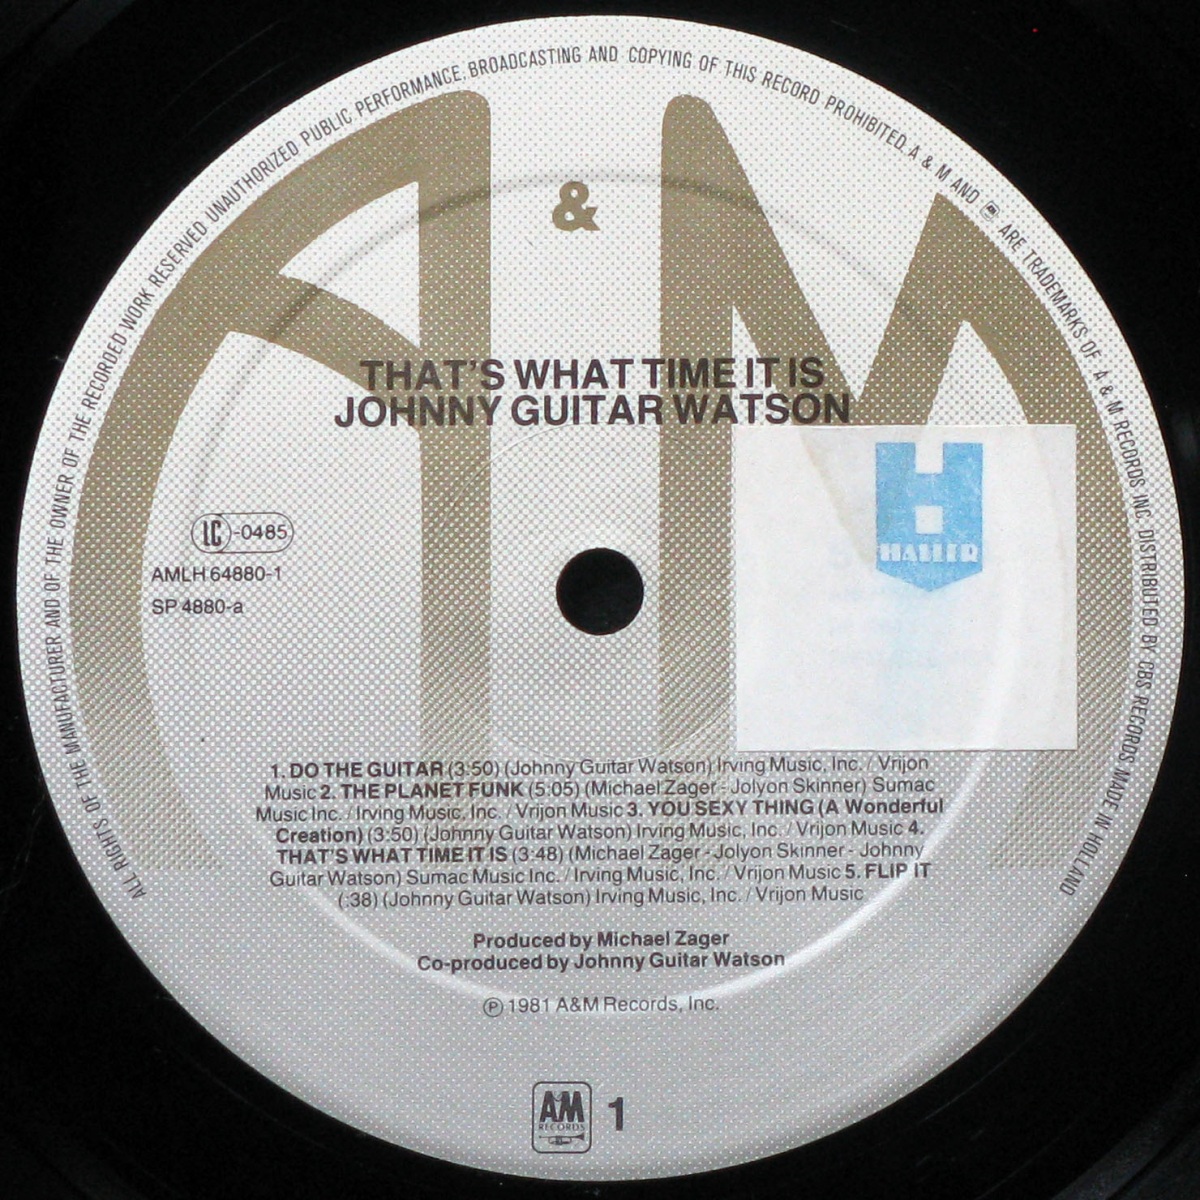 ALL RIGHTS OF THE MANUFACTURER AND OF THE OWNER OF THE RECORDED WORK RESERVED UNAUTHORIZED PUBLIC PERFORMANCE, BROADCASTING AND COPYING OF THIS RECORD PROHIBITED. A & M AND AM ARE TRADEMARKS OF A & M RECORDS INC. DISTRIBUTED BY CBS RECORDS MADE IN HOLLAND
A & M
THAT'S WHAT TIME IT IS
JOHNNY GUITAR WATSON
HASLER
LC-0485
AMLH 64880-1
SP 4880-a
1. DO THE GUITAR (3:50) (Johnny Guitar Watson) Irving Music, Inc. / Vrijon
Music 2. THE PLANET FUNK (5:05) (Michael Zager - Jolyon Skinner) Sumac
Music Inc. / Irving Music, Inc. / Vrijon Music 3. YOU SEXY THING (A Wonderful
Creation) (3:50) (Johnny Guitar Watson) Irving Music, Inc. / Vrijon Music 4.
THAT'S WHAT TIME IT IS (3:48) (Michael Zager - Jolyon Skinner - Johnny
Guitar Watson) Sumac Music Inc. / Irving Music, Inc. / Vrijon Music 5. FLIP IT
(:38) (Johnny Guitar Watson) Irving Music, Inc. / Vrijon Music
Produced by Michael Zager
Co-produced by Johnny Guitar Watson
℗ 1981 A&M Records, Inc.
AM
RECORDS
1